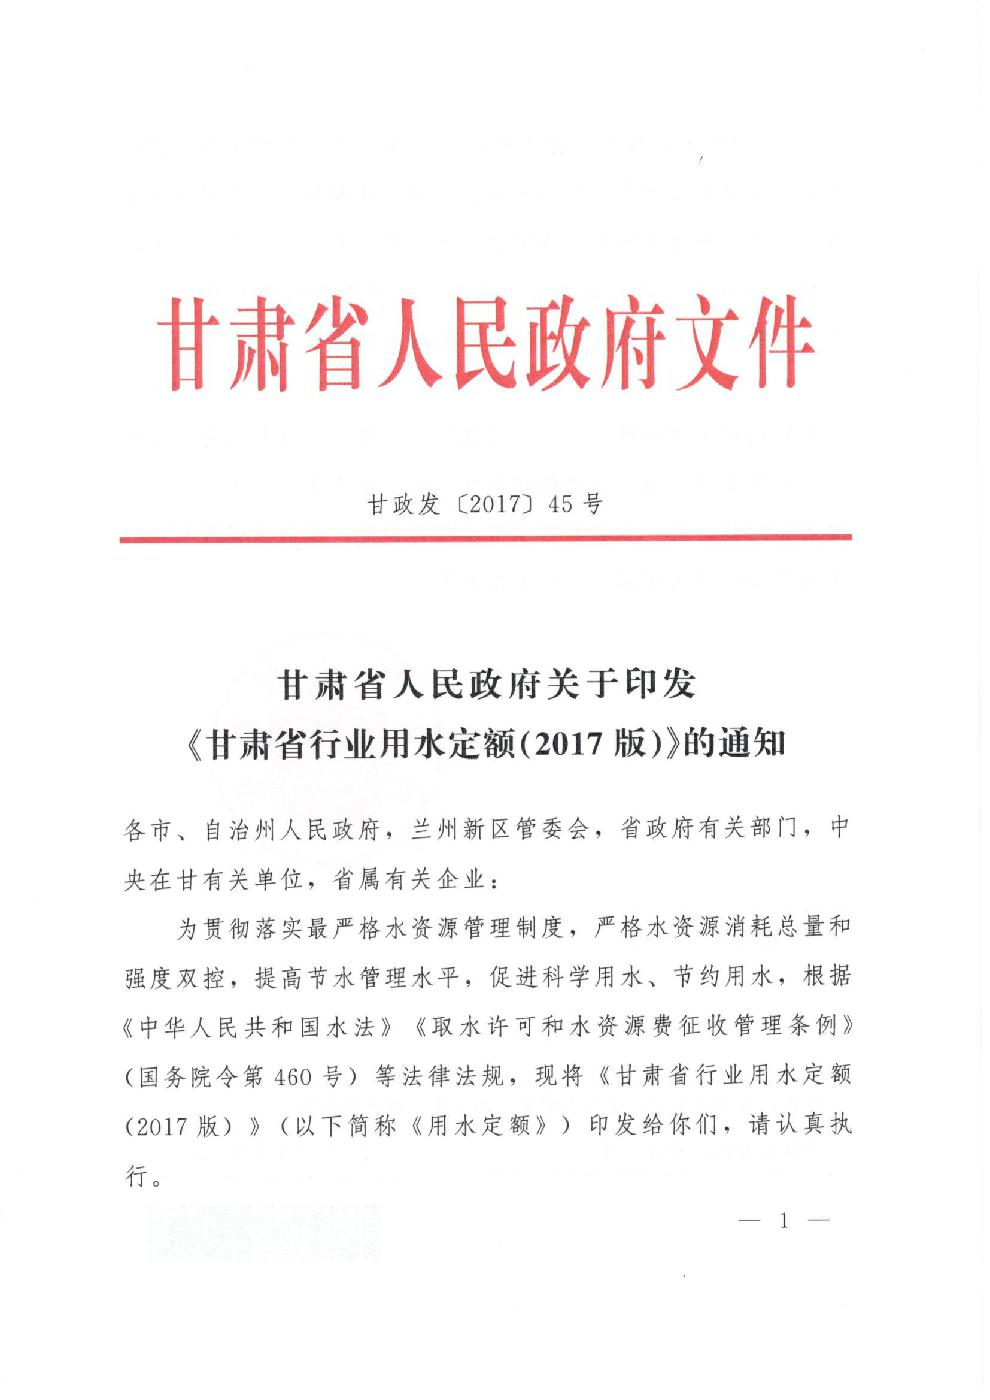 甘肃省人民政府文件
甘政发〔2017〕45号
甘肃省人民政府关于印发
《甘肃省行业用水定额(2017版)》的通知
各市、自治州人民政府，兰州新区管委会，省政府有关部门，中
央在甘有关单位，省属有关企业：
为贯彻落实最严格水资源管理制度，严格水资源消耗总量和
强度双控，提高节水管理水平，促进科学用水、节约用水，根据
《中华人民共和国水法》《取水许可和水资源费征收管理条例》
（国务院令第460号）等法律法规，现将《甘肃省行业用水定额
(2017版）》（以下简称《用水定额》）印发给你们，请认真执
行。
— 1 —